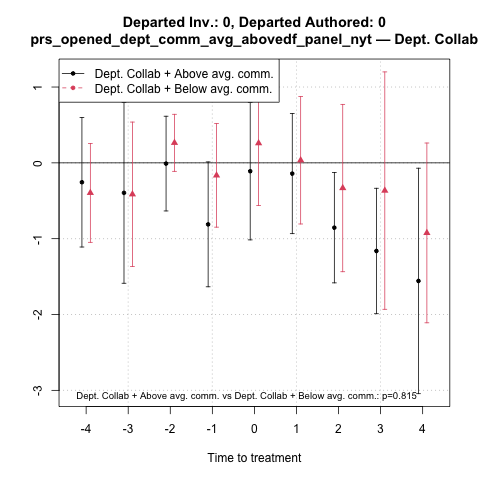 Departed Inv.: 0, Departed Authored: 0
prs_opened_dept_comm_avg_abovedf_panel_nyt — Dept. Collab
Dept. Collab + Above avg. comm.
Dept. Collab + Below avg. comm.
1
0
-1
-2
-3
Dept. Collab + Above avg. comm. vs Dept. Collab + Below avg. comm.: p=0.815
-4 -3 -2 -1 0 1 2 3 4
Time to treatment